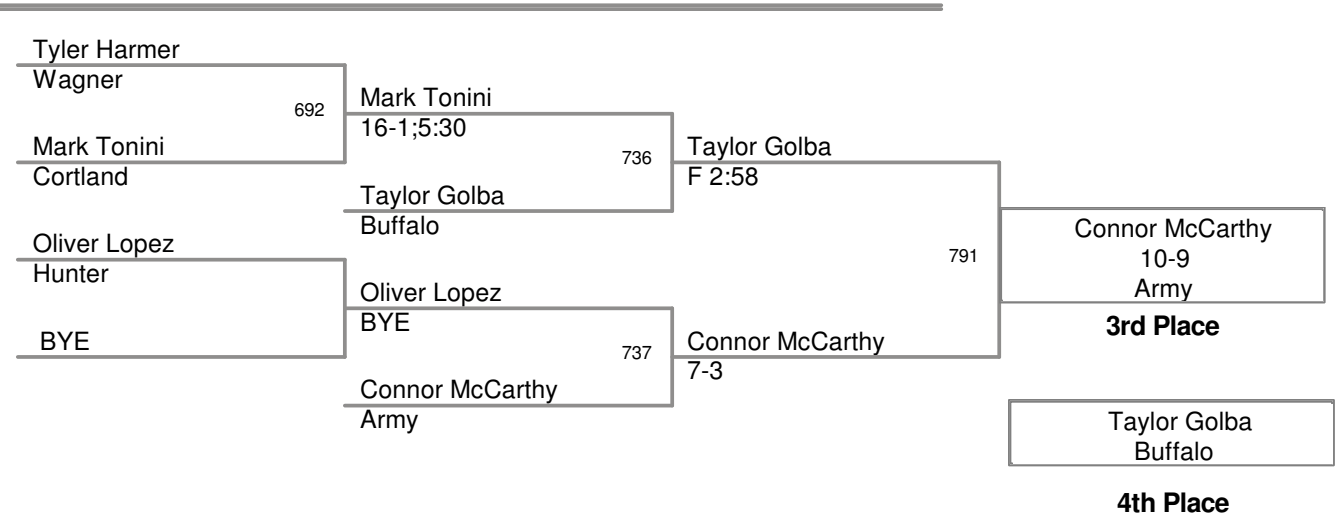 Tyler Harmer
Wagner
692
Mark Tonini
16-1;5:30
Mark Tonini
Cortland
736
Taylor Golba
F 2:58
Taylor Golba
Buffalo
Oliver Lopez
Hunter
791
Connor McCarthy
10-9
Army
3rd Place
Oliver Lopez
BYE
BYE
737
Connor McCarthy
7-3
Connor McCarthy
Army
Taylor Golba
Buffalo
4th Place